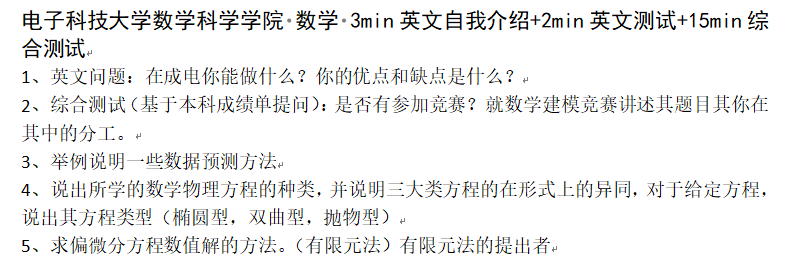 电子科技大学数学科学学院·数学·3min 英文自我介绍+2min 英文测试+15min 综
合测试
1、英文问题：在成电你能做什么？你的优点和缺点是什么？
2、综合测试（基于本科成绩单提问）：是否有参加竞赛？就数学建模竞赛讲述其题目其你在
其中的分工。
3、举例说明一些数据预测方法
4、说出所学的数学物理方程的种类，并说明三大类方程的在形式上的异同，对于给定方程，
说出其方程类型（椭圆型，双曲型，抛物型）
5、求偏微分方程数值解的方法。（有限元法）有限元法的提出者